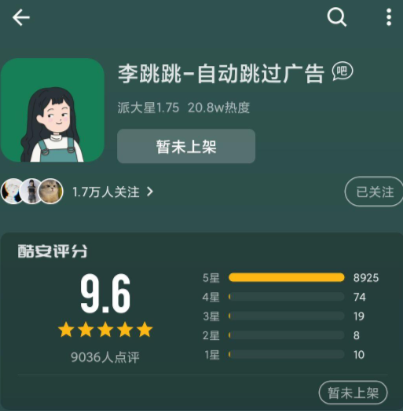 李跳跳-自动跳过广告 吧
派大星1.75 20.8w热度
暂未上架
1.7万人关注
已关注
酷安评分
9.6
9036人点评
5星 8925
4星 74
3星 19
2星 8
1星 10
暂未上架